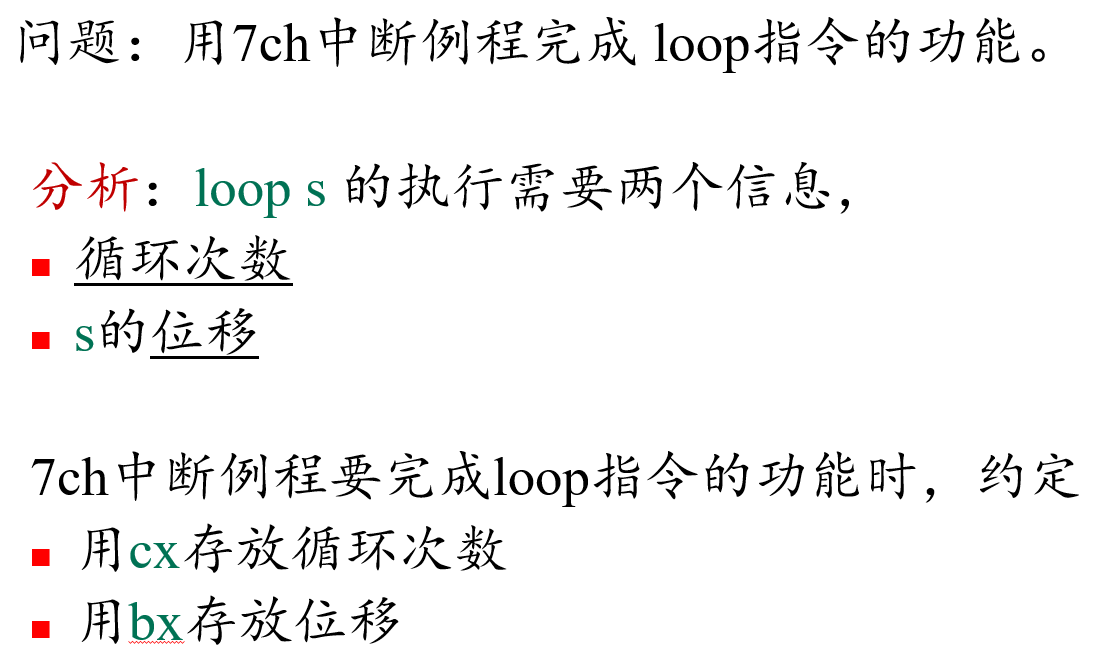 问题：用7ch中断例程完成 loop指令的功能。
分析：loop s 的执行需要两个信息，
循环次数
s的位移
7ch中断例程要完成loop指令的功能时，约定
用cx存放循环次数
用bx存放位移